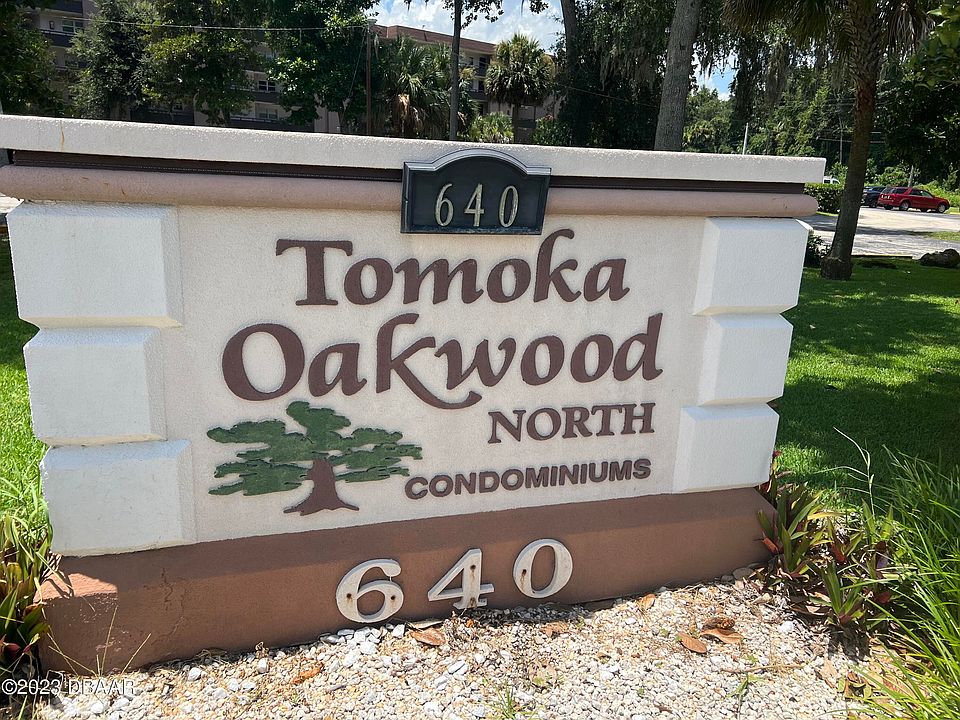 640
Tomoka
Oakwood
NORTH
CONDOMINIUMS
640
©2023 DBAAR